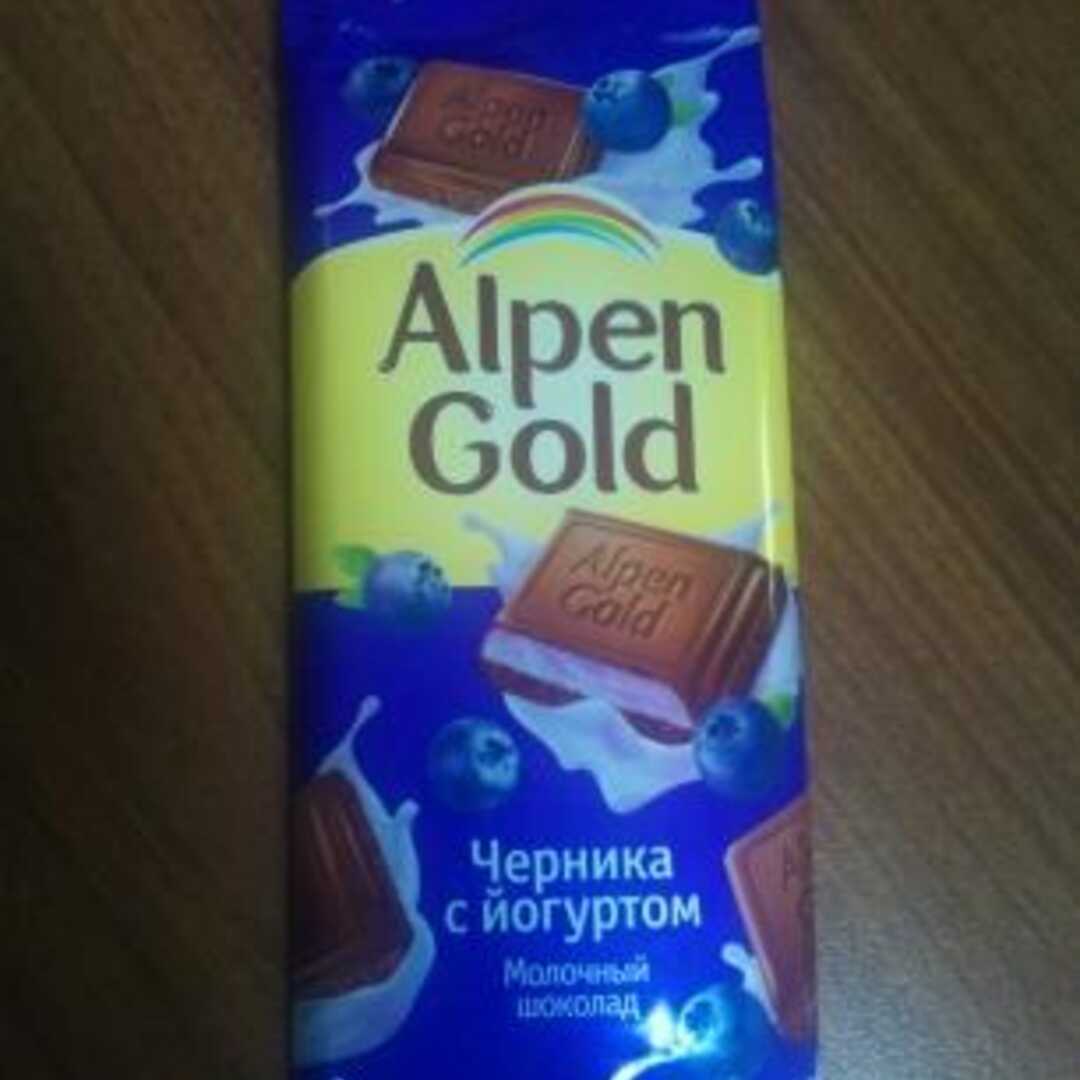 Alpen
Gold
Alpen
Gold
Alpen
Gold
Черника
с йогуртом
Молочный
шоколад